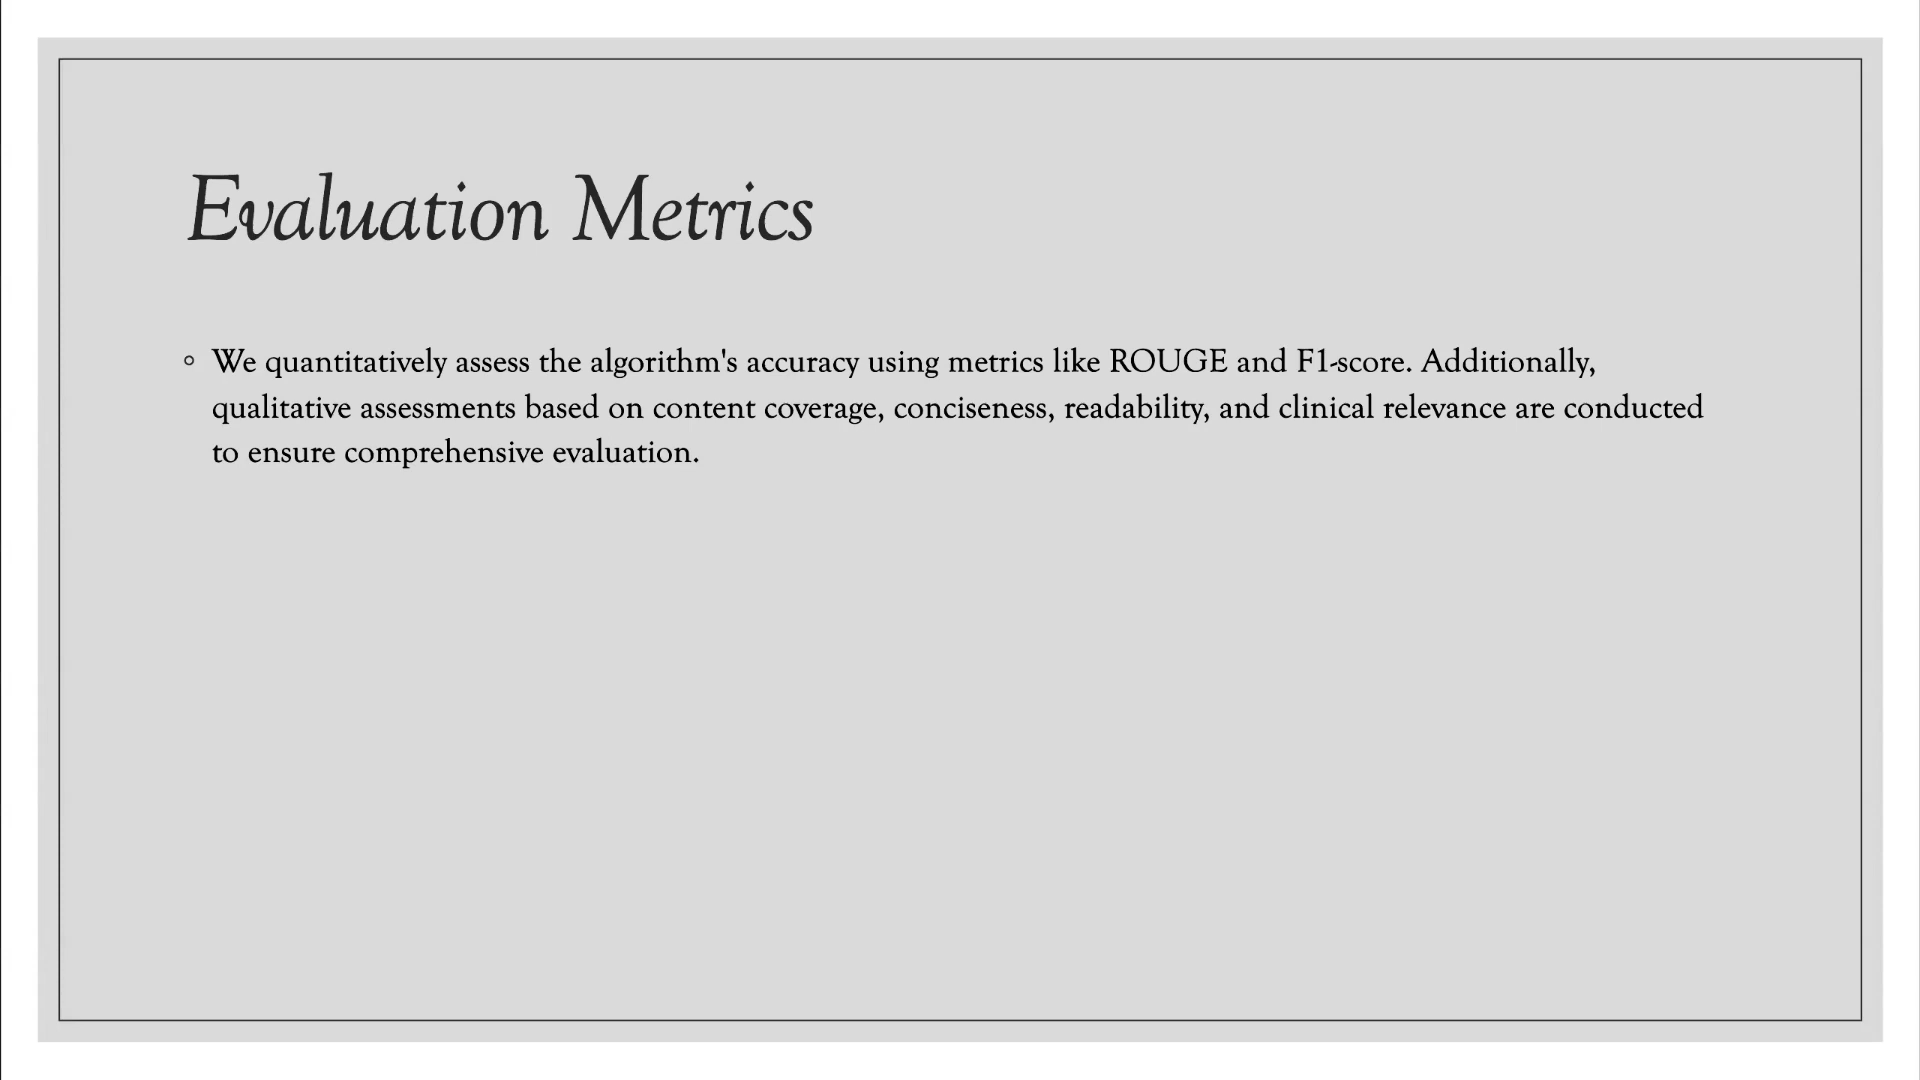 Evaluation Metrics
◦ We quantitatively assess the algorithm's accuracy using metrics like ROUGE and F1-score. Additionally,
qualitative assessments based on content coverage, conciseness, readability, and clinical relevance are conducted
to ensure comprehensive evaluation.